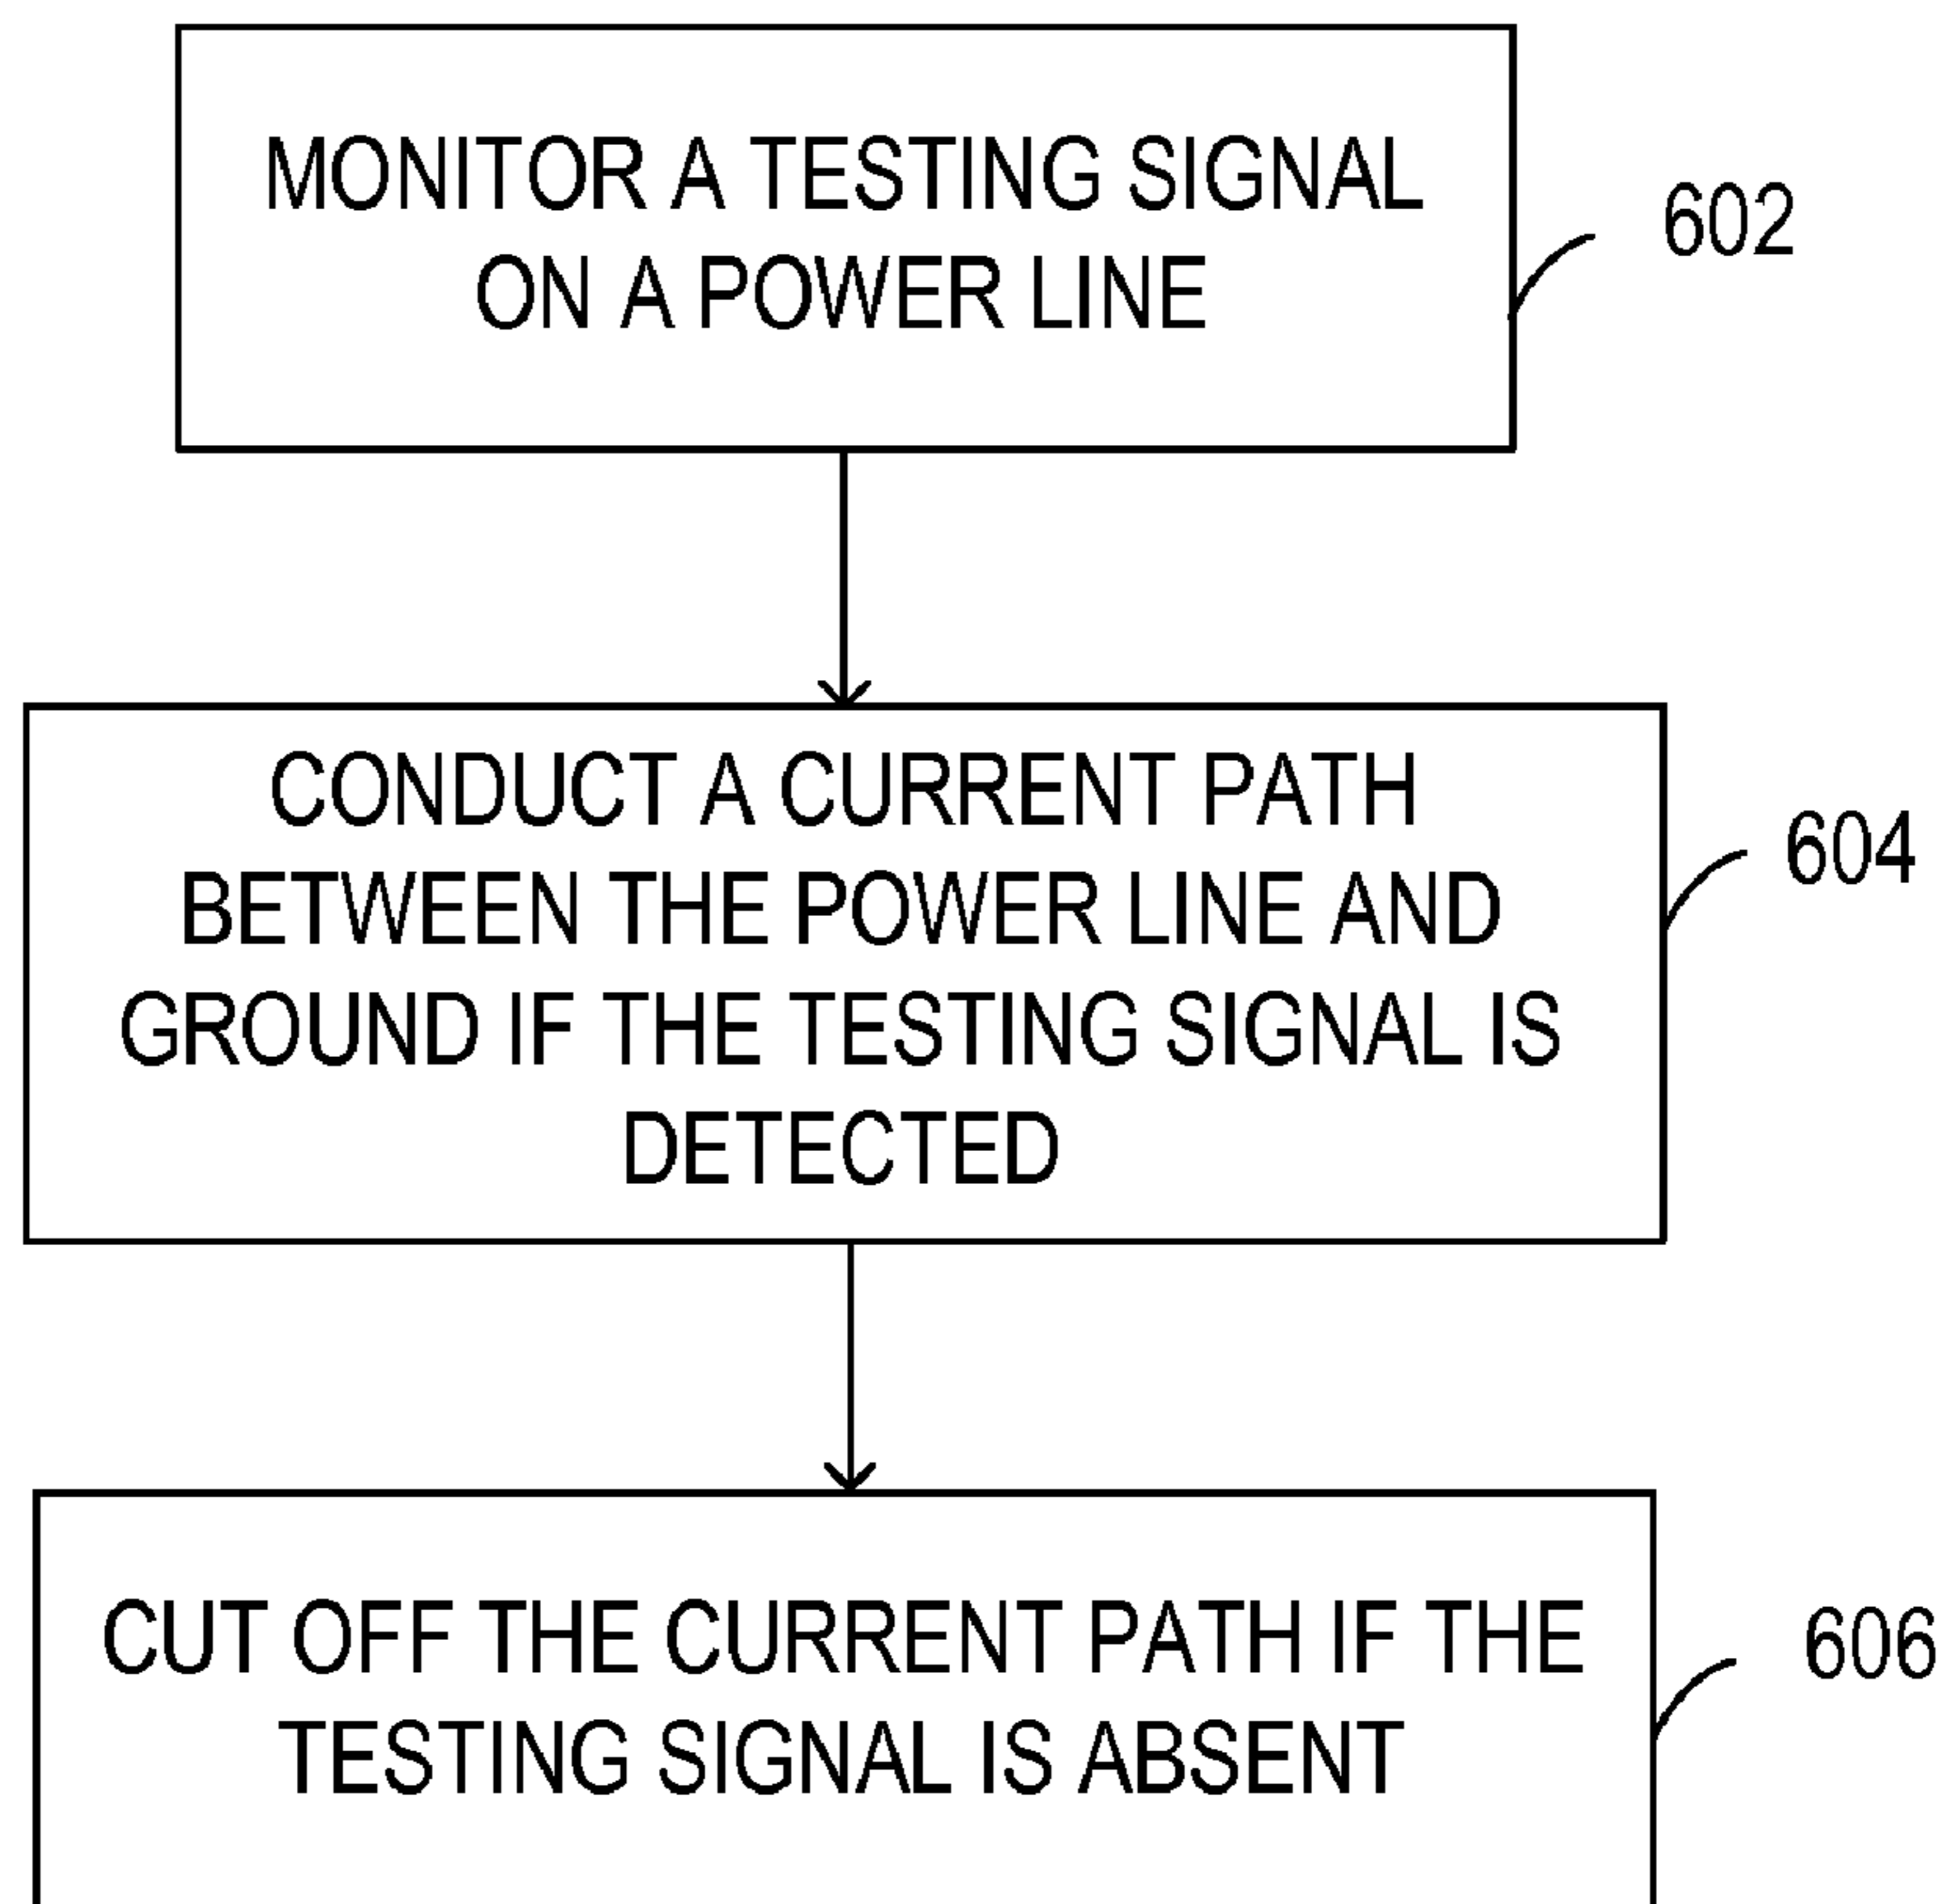 MONITOR A TESTING SIGNAL
ON A POWER LINE
602
CONDUCT A CURRENT PATH
BETWEEN THE POWER LINE AND
GROUND IF THE TESTING SIGNAL IS
DETECTED
604
CUT OFF THE CURRENT PATH IF THE
TESTING SIGNAL IS ABSENT
606